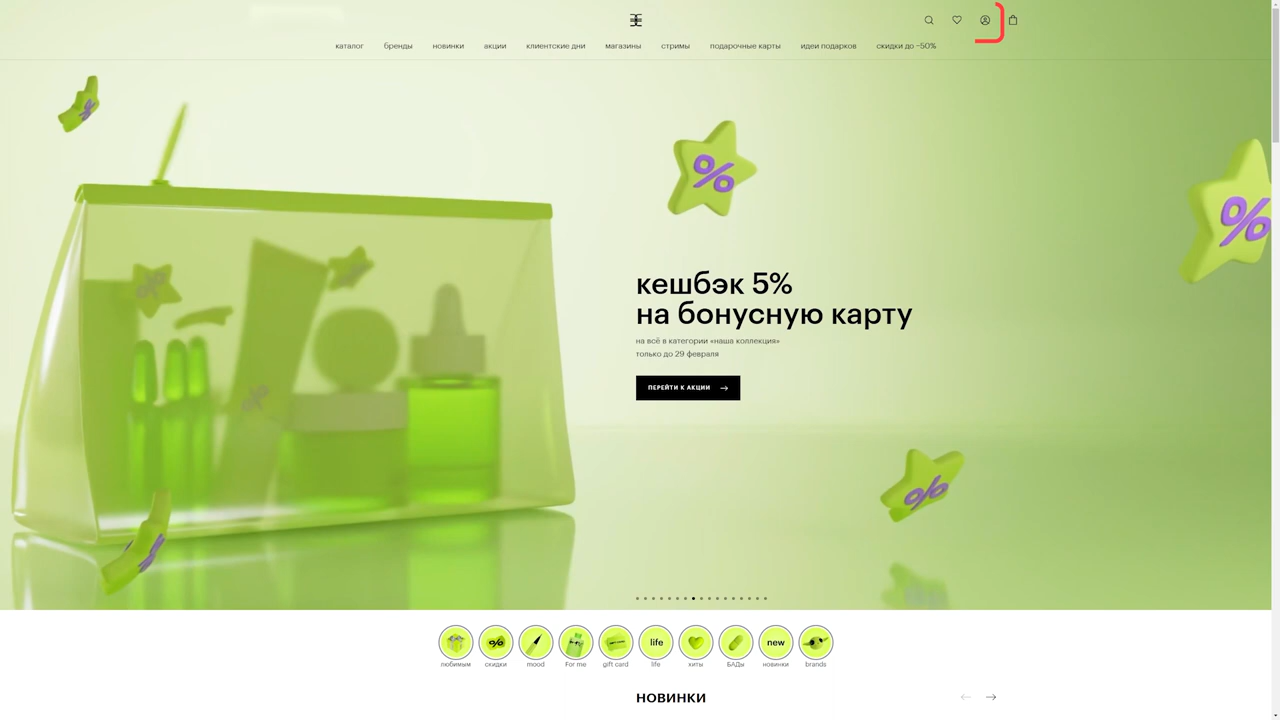 каталог бренды новинки акции клиентские дни магазины стримы подарочные карты идеи подарков скидки до −50%
%
%
кешбэк 5%
на бонусную карту
на всё в категории «наша коллекция»
только до 29 февраля
ПЕРЕЙТИ К АКЦИИ
%
% life new
любимым скидки mood For me gift card life хиты БАДы новинки brands
НОВИНКИ